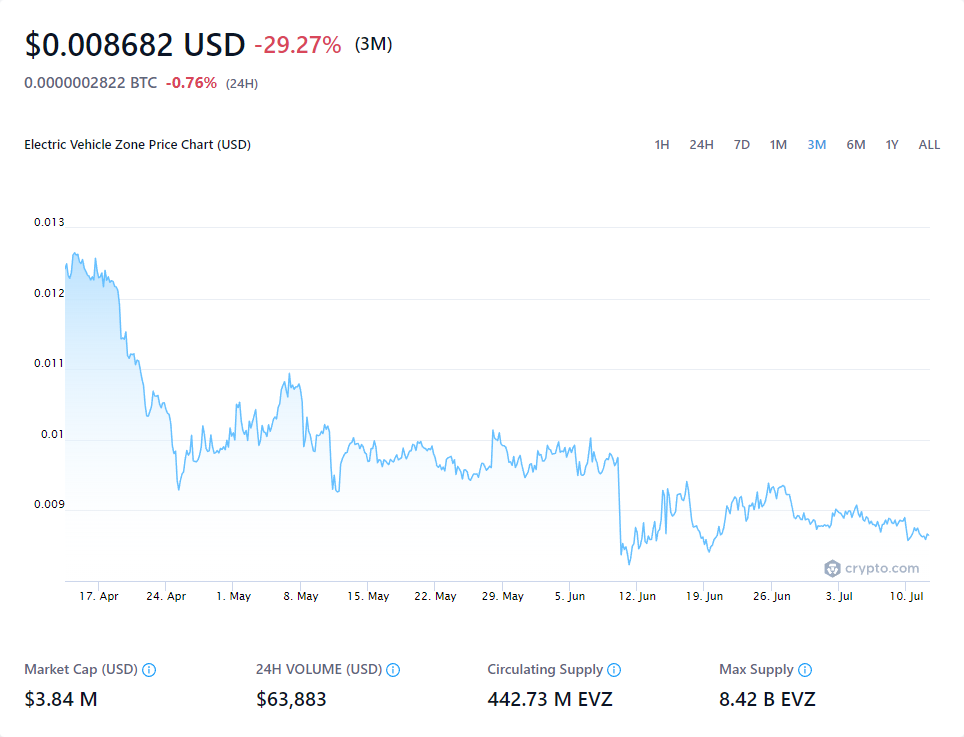 $0.008682 USD -29.27% (3M)
0.0000002822 BTC -0.76% (24H)
Electric Vehicle Zone Price Chart (USD) 1H 24H 7D 1M 3M 6M 1Y ALL
0.013
0.012
0.011
0.01
0.009
crypto.com
17. Apr 24. Apr 1. May 8. May 15. May 22. May 29. May 5. Jun 12. Jun 19. Jun 26. Jun 3. Jul 10. Jul
Market Cap (USD) 24H VOLUME (USD) Circulating Supply Max Supply
$3.84 M $63,883 442.73 M EVZ 8.42 B EVZ